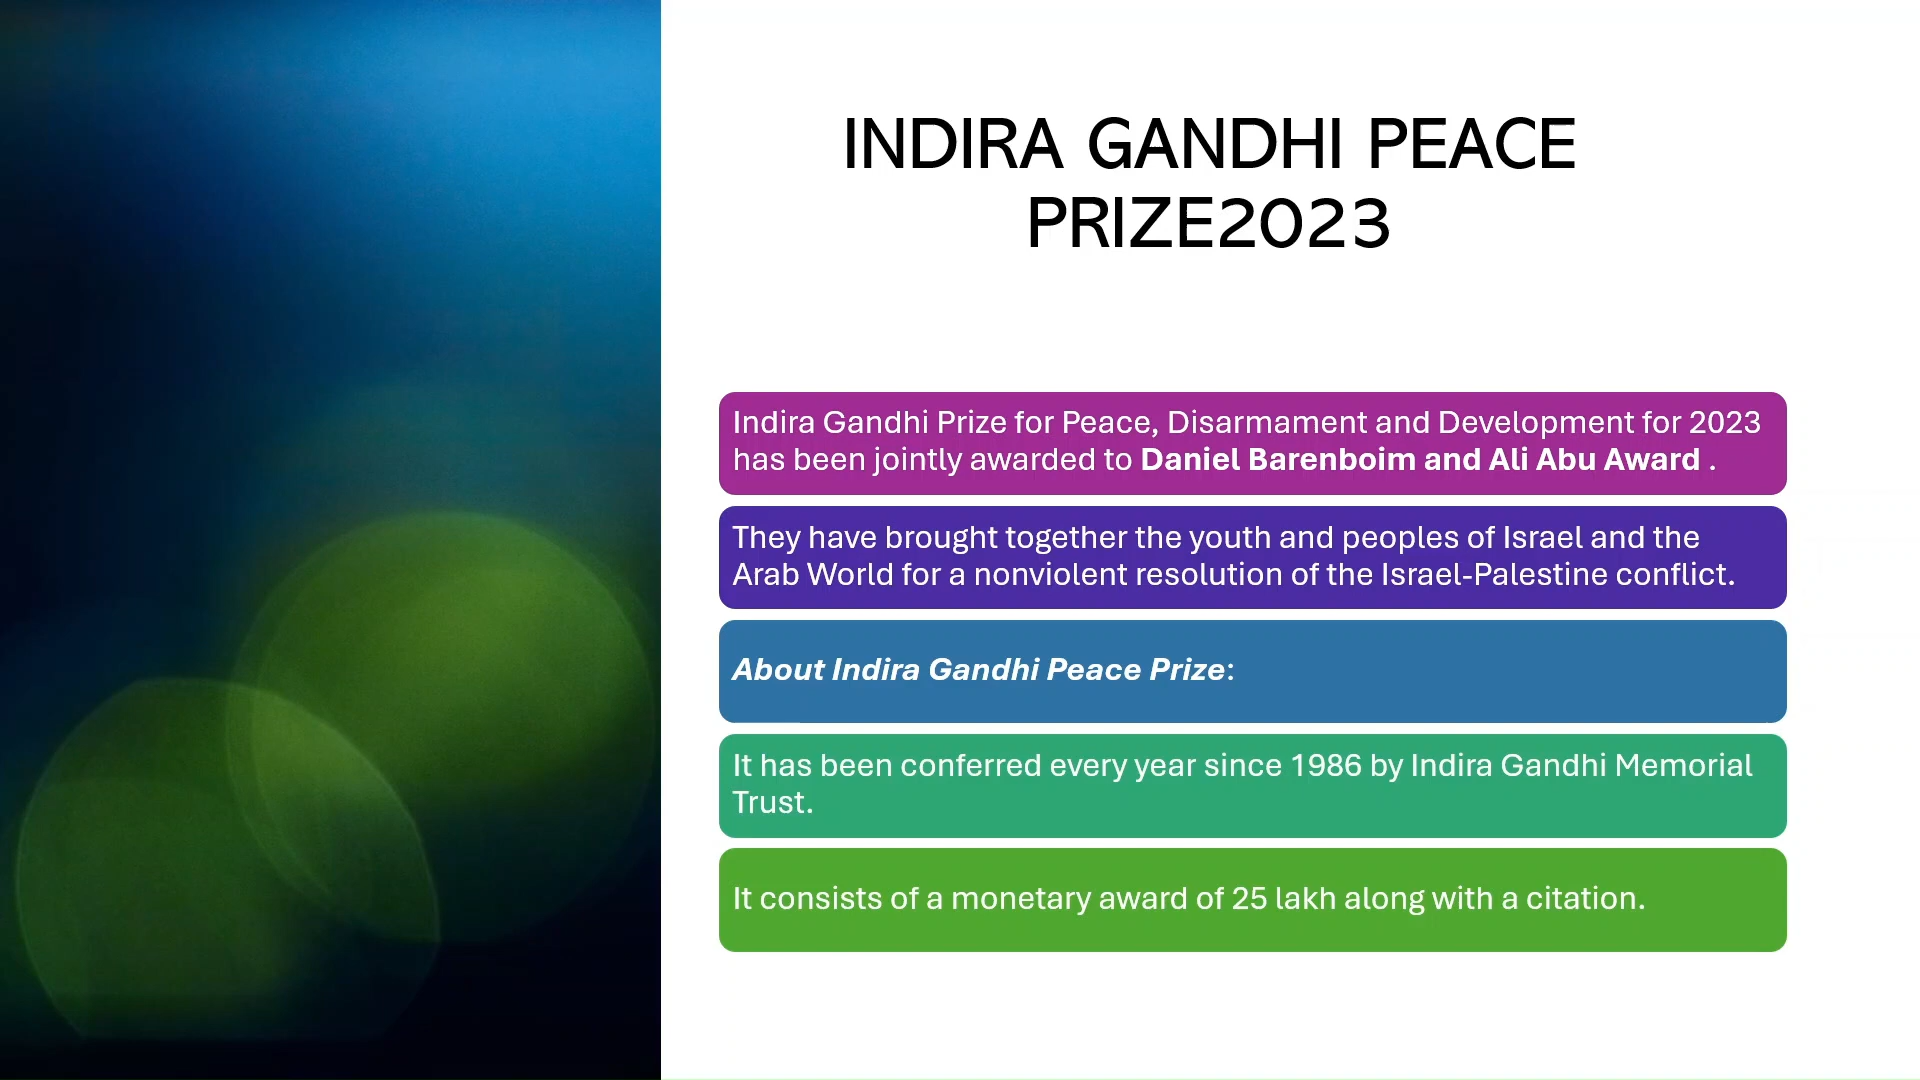 INDIRA GANDHI PEACE
PRIZE2023
Indira Gandhi Prize for Peace, Disarmament and Development for 2023
has been jointly awarded to Daniel Barenboim and Ali Abu Award .
They have brought together the youth and peoples of Israel and the
Arab World for a nonviolent resolution of the Israel-Palestine conflict.
About Indira Gandhi Peace Prize:
It has been conferred every year since 1986 by Indira Gandhi Memorial
Trust.
It consists of a monetary award of 25 lakh along with a citation.